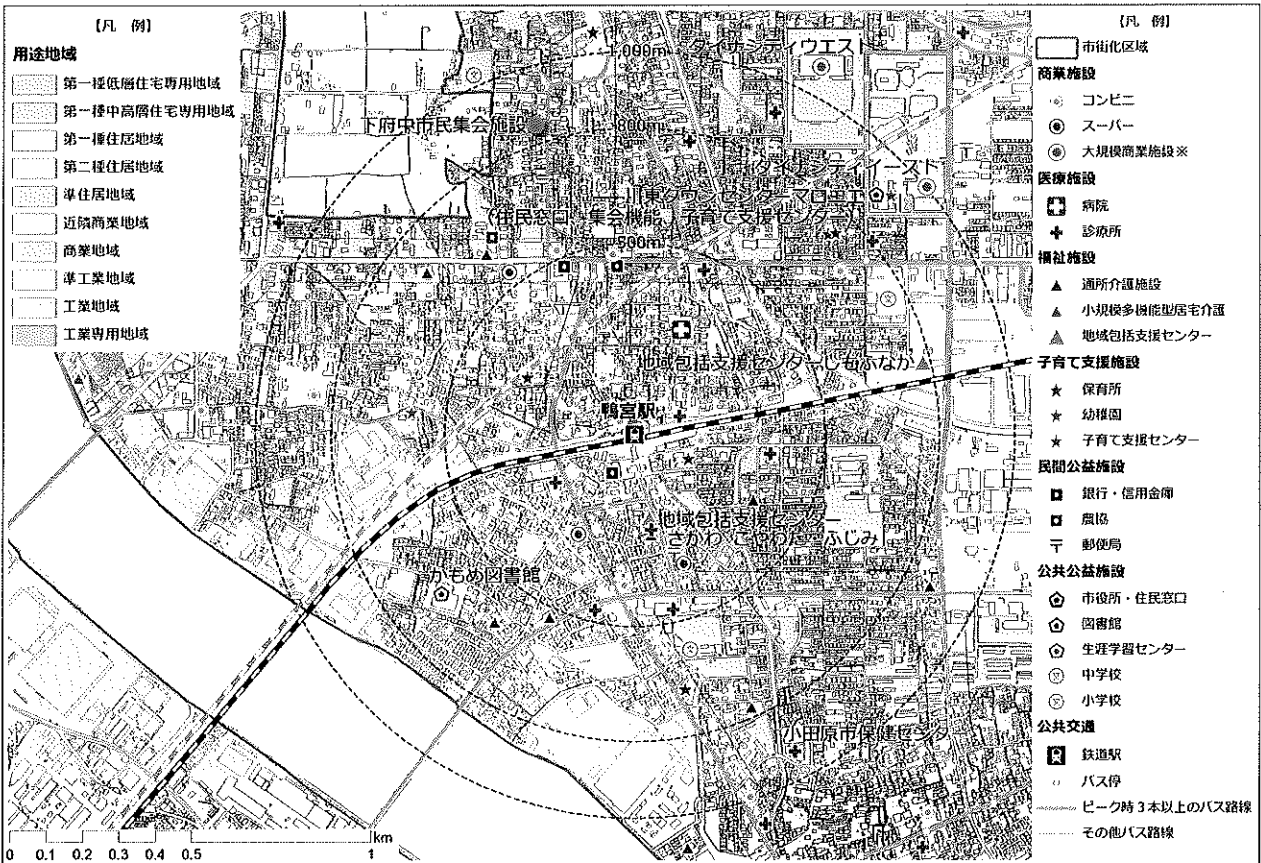 【凡 例】
用途地域
第一種低層住宅専用地域
第一種中高層住宅専用地域
第一種住居地域
第二種住居地域
準住居地域
近隣商業地域
商業地域
準工業地域
工業地域
工業専用地域
1,000m
ダイナシティウエスト
下府中市民集会施設
800m
ダイナシティイースト
川東タウンセンターマロニエ
(住民窓口・集会機能・子育て支援センター)
500m
地域包括支援センターしもふなか
鴨宮駅
地域包括支援センター
さかわ こやわた・ふじみ
かもめ図書館
小田原市保健センター
km
0 0.1 0.2 0.3 0.4 0.5 1
【凡 例】
市街化区域
商業施設
コンビニ
スーパー
大規模商業施設※
医療施設
病院
診療所
福祉施設
通所介護施設
小規模多機能型居宅介護
地域包括支援センター
子育て支援施設
保育所
幼稚園
子育て支援センター
民間公益施設
銀行・信用金庫
農協
郵便局
公共公益施設
市役所・住民窓口
図書館
生涯学習センター
中学校
小学校
公共交通
鉄道駅
バス停
ピーク時3本以上のバス路線
その他バス路線